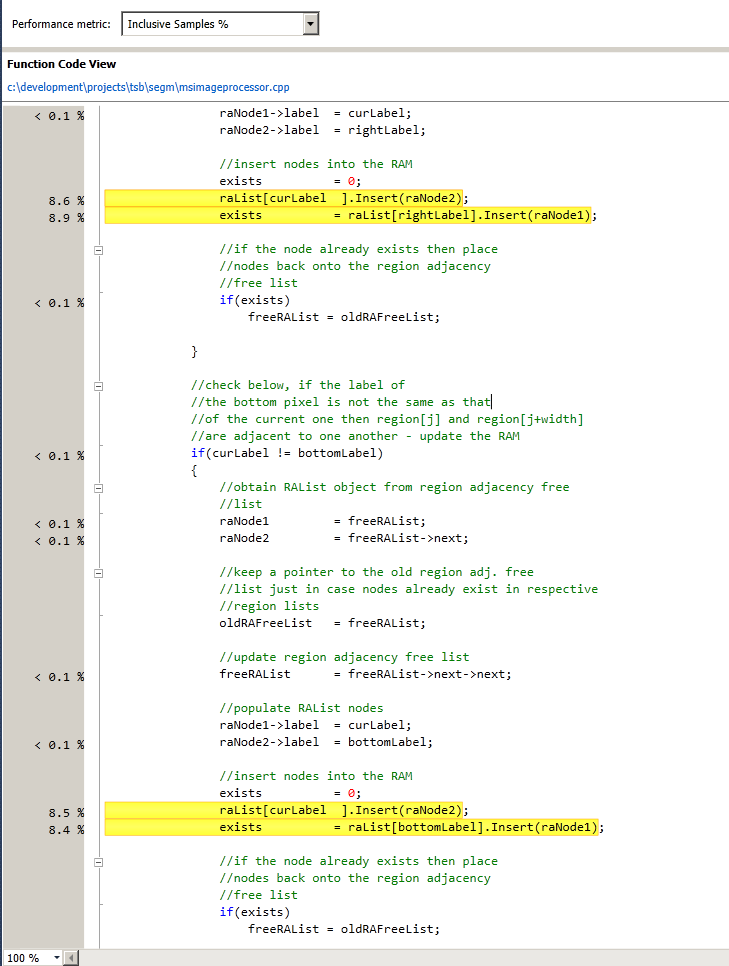 Performance metric: Inclusive Samples %
Function Code View
c:\development\projects\tsb\segm\msimageprocessor.cpp
< 0.1 % raNode1->label  = curLabel;
raNode2->label  = rightLabel;
//insert nodes into the RAM
exists          = 0;
8.6 % raList[curLabel  ].Insert(raNode2);
8.9 % exists          = raList[rightLabel].Insert(raNode1);
//if the node already exists then place
//nodes back onto the region adjacency
//free list
< 0.1 % if(exists)
freeRAList = oldRAFreeList;
}
//check below, if the label of
//the bottom pixel is not the same as that
//of the current one then region[j] and region[j+width]
//are adjacent to one another - update the RAM
< 0.1 % if(curLabel != bottomLabel)
{
//obtain RAList object from region adjacency free
//list
< 0.1 % raNode1         = freeRAList;
< 0.1 % raNode2         = freeRAList->next;
//keep a pointer to the old region adj. free
//list just in case nodes already exist in respective
//region lists
oldRAFreeList   = freeRAList;
//update region adjacency free list
< 0.1 % freeRAList      = freeRAList->next->next;
//populate RAList nodes
raNode1->label  = curLabel;
< 0.1 % raNode2->label  = bottomLabel;
//insert nodes into the RAM
exists          = 0;
8.5 % raList[curLabel  ].Insert(raNode2);
8.4 % exists          = raList[bottomLabel].Insert(raNode1);
//if the node already exists then place
//nodes back onto the region adjacency
//free list
if(exists)
freeRAList = oldRAFreeList;
100 %